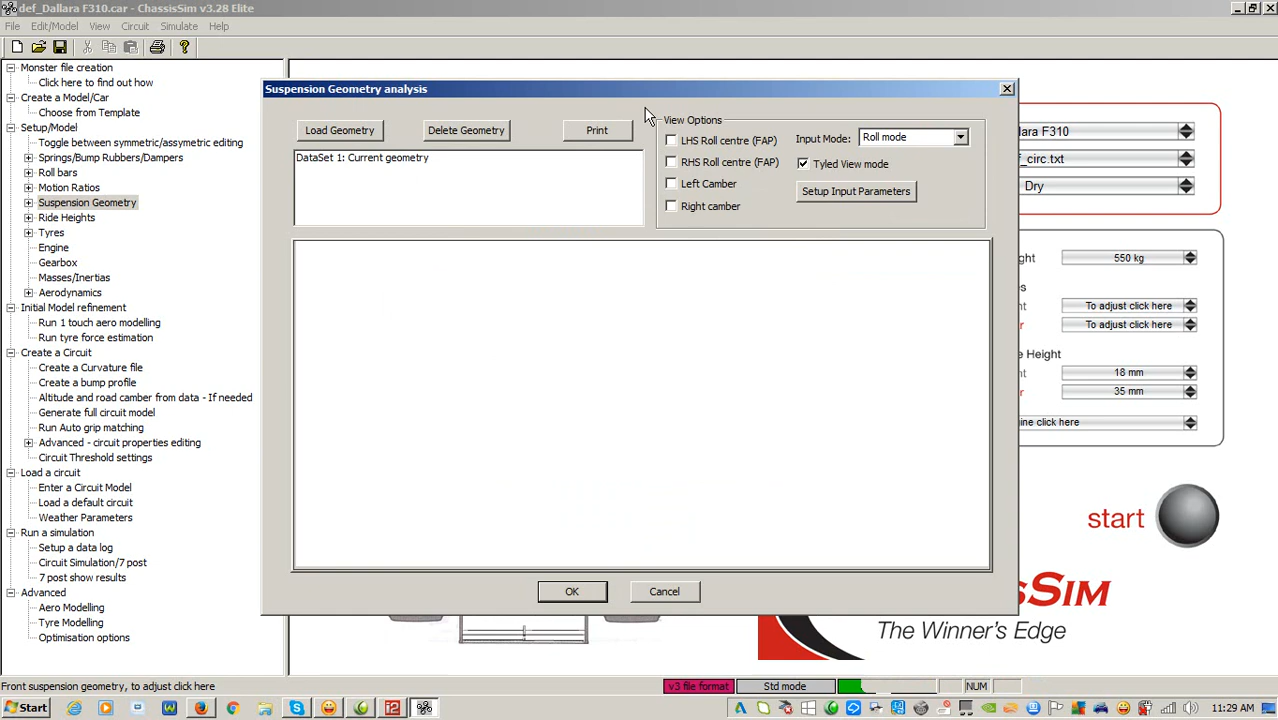 def_Dallara F310.car - ChassisSim v3.28 Elite
File Edit/Model View Circuit Simulate Help
Monster file creation
Click here to find out how
Create a Model/Car
Choose from Template
Setup/Model
Toggle between symmetric/assymetric editing
Springs/Bump Rubbers/Dampers
Roll bars
Motion Ratios
Suspension Geometry
Ride Heights
Tyres
Engine
Gearbox
Masses/Inertias
Aerodynamics
Initial Model refinement
Run 1 touch aero modelling
Run tyre force estimation
Create a Circuit
Create a Curvature file
Create a bump profile
Altitude and road camber from data - If needed
Generate full circuit model
Run Auto grip matching
Advanced - circuit properties editing
Circuit Threshold settings
Load a circuit
Enter a Circuit Model
Load a default circuit
Weather Parameters
Run a simulation
Setup a data log
Circuit Simulation/7 post
7 post show results
Advanced
Aero Modelling
Tyre Modelling
Optimisation options
Suspension Geometry analysis
Load Geometry
Delete Geometry
Print
DataSet 1: Current geometry
View Options
LHS Roll centre (FAP)
RHS Roll centre (FAP)
Left Camber
Right camber
Input Mode: Roll mode
Tyled View mode
Setup Input Parameters
OK
Cancel
lara F310
f_circ.txt
Dry
ght 550 kg
es
nt To adjust click here
r To adjust click here
e Height
nt 18 mm
r 35 mm
ine click here
start
sSim
The Winner's Edge
Front suspension geometry, to adjust click here
v3 file format
Std mode
NUM
Start
11:29 AM